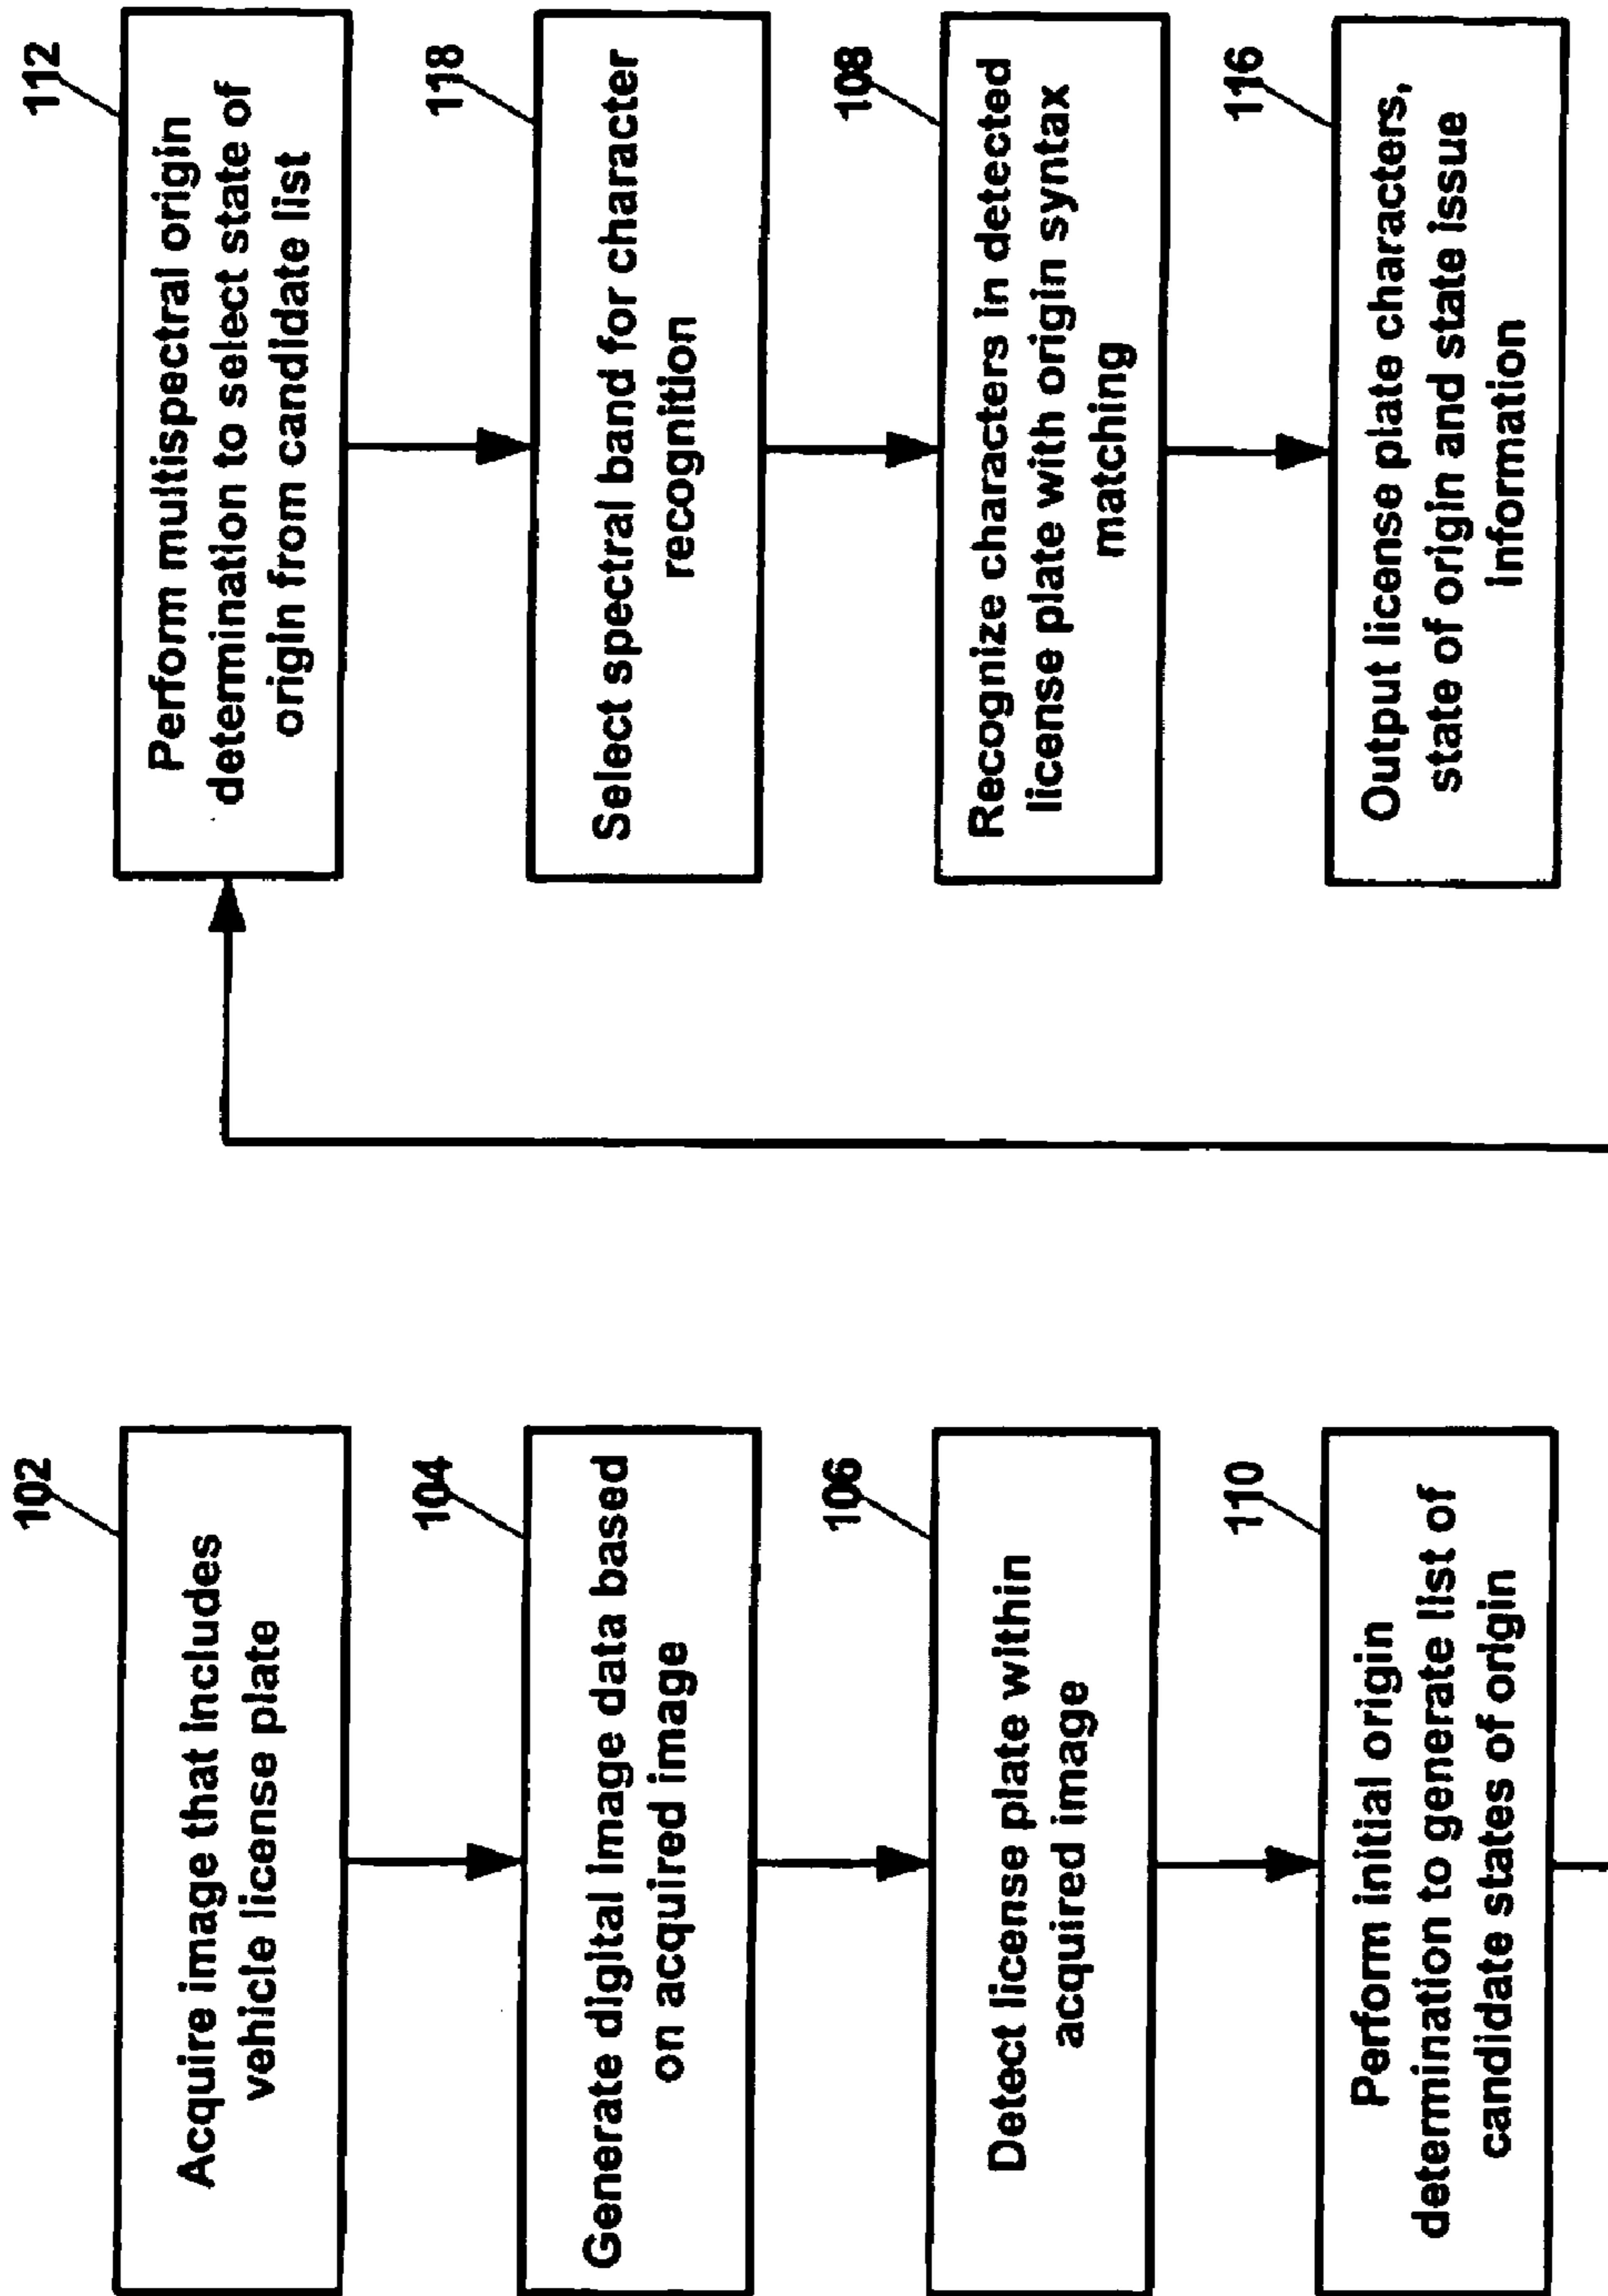 102
Acquire image that includes
vehicle license plate
104
Generate digital image data based
on acquired image
106
Detect license plate within
acquired image
110
Perform initial origin
determination to generate list of
candidate states of origin
112
Perform multispectral origin
determination to select state of
origin from candidate list
118
Select spectral band for character
recognition
108
Recognize characters in detected
license plate with origin syntax
matching
116
Output license plate characters,
state of origin and state issue
information